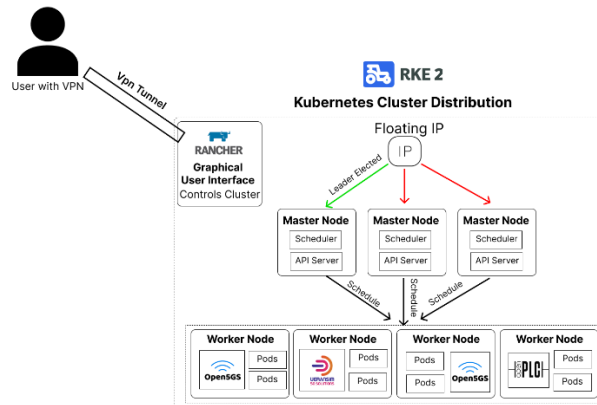 User with VPN
Vpn Tunnel
RKE 2
Kubernetes Cluster Distribution
RANCHER
Graphical
User Interface
Controls Cluster
Floating IP
IP
Leader Elected
Master Node
Scheduler
API Server
Master Node
Scheduler
API Server
Master Node
Scheduler
API Server
Schedule
Schedule
Schedule
Worker Node
Open5GS
Pods
Pods
Worker Node
Pods
Pods
Worker Node
Pods
Pods
Open5GS
Worker Node
PLC
Pods
Pods